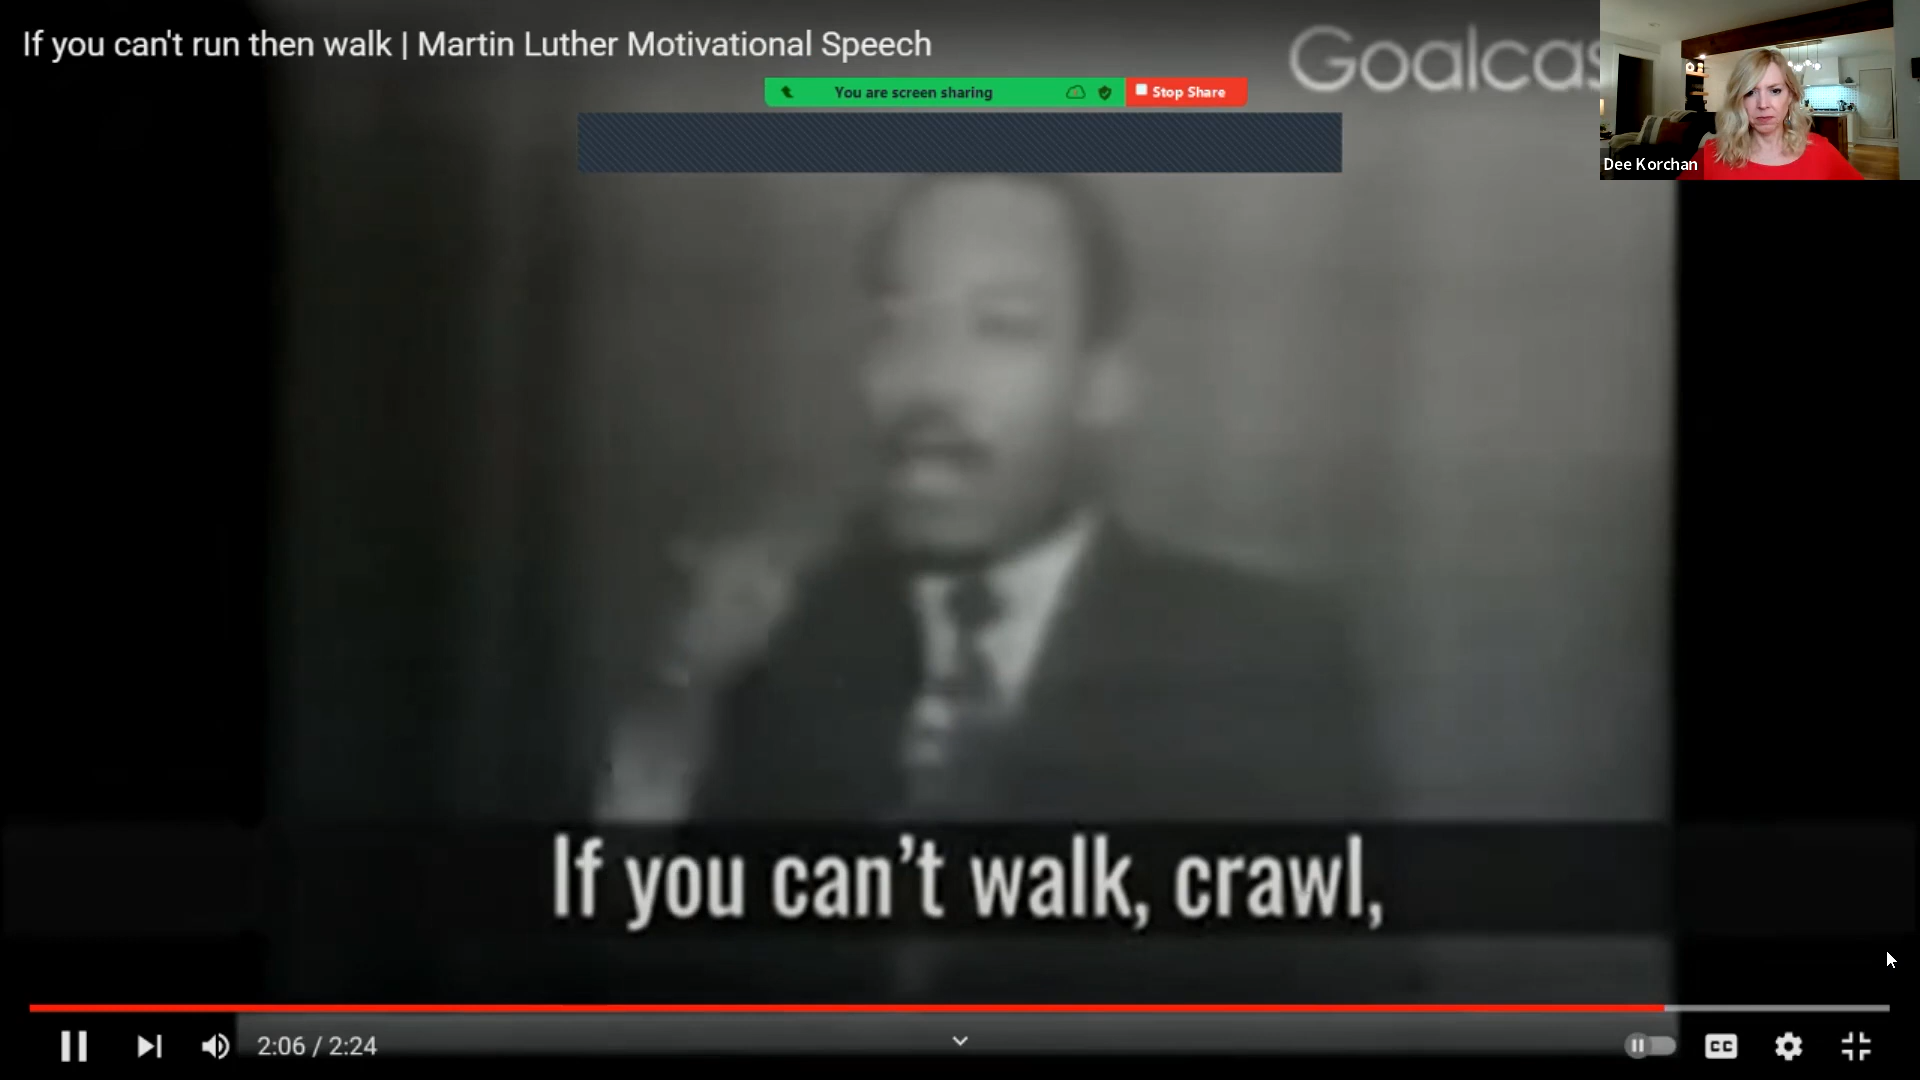 If you can't run then walk | Martin Luther Motivational Speech
Goalcas
You are screen sharing
Stop Share
Dee Korchan
If you can’t walk, crawl,
2:06 / 2:24
CC